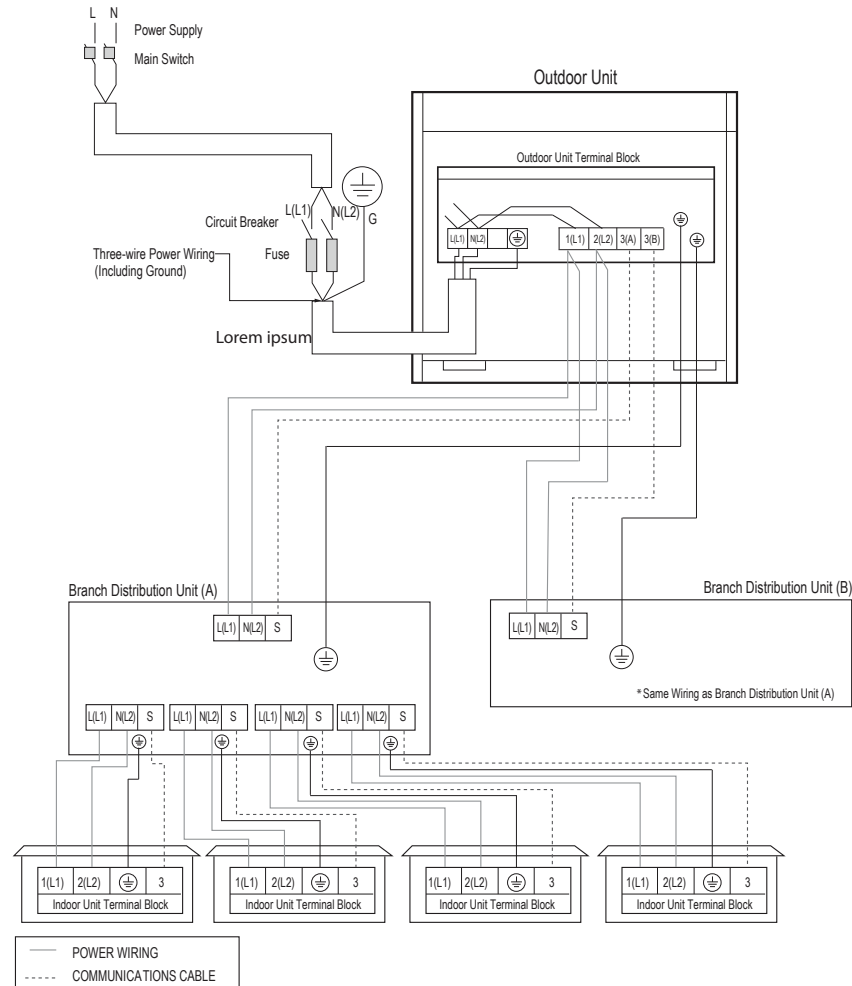 L N
Power Supply
Main Switch
Outdoor Unit
Outdoor Unit Terminal Block
L(L1) N(L2) G
Circuit Breaker
Three-wire Power Wiring
(Including Ground)
Fuse
L(L1) N(L2)
1(L1) 2(L2) 3(A) 3(B)
Lorem ipsum
Branch Distribution Unit (A)
L(L1) N(L2) S
Branch Distribution Unit (B)
L(L1) N(L2) S
*Same Wiring as Branch Distribution Unit (A)
L(L1) N(L2) S
L(L1) N(L2) S
L(L1) N(L2) S
L(L1) N(L2) S
1(L1) 2(L2) 3
Indoor Unit Terminal Block
1(L1) 2(L2) 3
Indoor Unit Terminal Block
1(L1) 2(L2) 3
Indoor Unit Terminal Block
1(L1) 2(L2) 3
Indoor Unit Terminal Block
POWER WIRING
COMMUNICATIONS CABLE